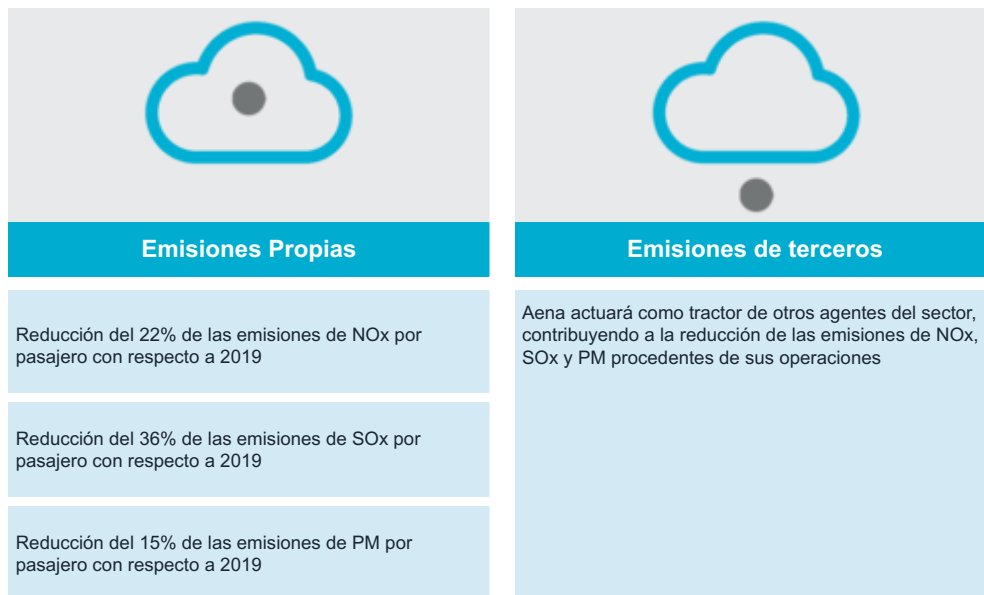 Emisiones Propias
Reducción del 22% de las emisiones de NOx por
pasajero con respecto a 2019
Reducción del 36% de las emisiones de SOx por
pasajero con respecto a 2019
Reducción del 15% de las emisiones de PM por
pasajero con respecto a 2019
Emisiones de terceros
Aena actuará como tractor de otros agentes del sector,
contribuyendo a la reducción de las emisiones de NOx,
SOx y PM procedentes de sus operaciones